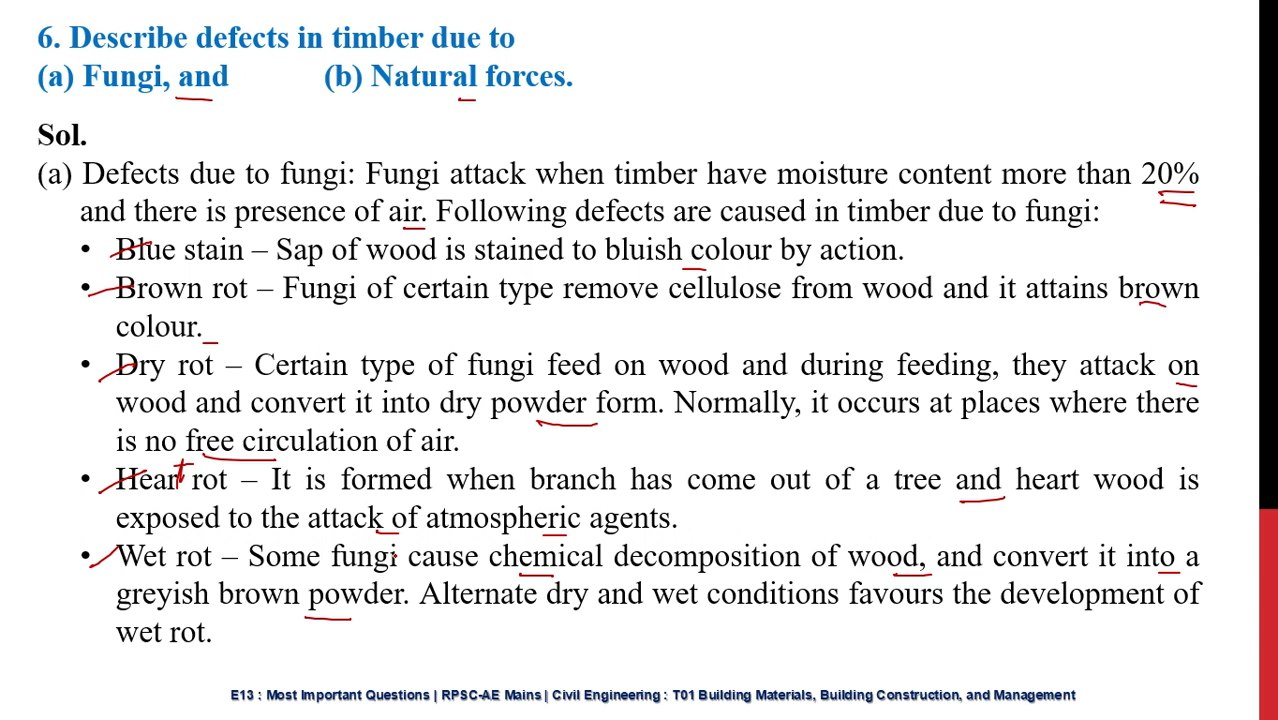 6. Describe defects in timber due to
(a) Fungi, and (b) Natural forces.
Sol.
(a) Defects due to fungi: Fungi attack when timber have moisture content more than 20%
and there is presence of air. Following defects are caused in timber due to fungi:
• Blue stain – Sap of wood is stained to bluish colour by action.
• Brown rot – Fungi of certain type remove cellulose from wood and it attains brown
colour.
• Dry rot – Certain type of fungi feed on wood and during feeding, they attack on
wood and convert it into dry powder form. Normally, it occurs at places where there
is no free circulation of air.
• Heart rot – It is formed when branch has come out of a tree and heart wood is
exposed to the attack of atmospheric agents.
• Wet rot – Some fungi cause chemical decomposition of wood, and convert it into a
greyish brown powder. Alternate dry and wet conditions favours the development of
wet rot.
E13 : Most Important Questions | RPSC-AE Mains | Civil Engineering : T01 Building Materials, Building Construction, and Management